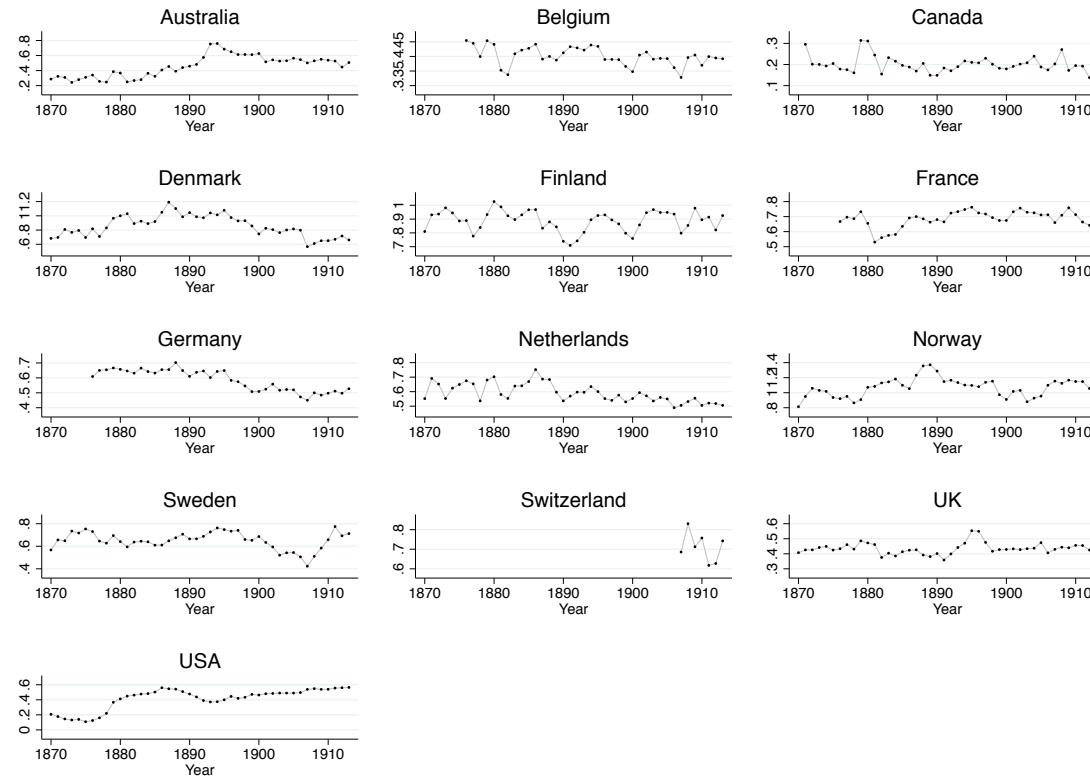 Australia
.2 .4 .6 .8
1870 1880 1890 1900 1910
Year
Belgium
.3 .35 .4 .45
1870 1880 1890 1900 1910
Year
Canada
.1 .2 .3
1870 1880 1890 1900 1910
Year
Denmark
.6 .8 1 1.2
1870 1880 1890 1900 1910
Year
Finland
.7 .8 .9 1
1870 1880 1890 1900 1910
Year
France
.5 .6 .7 .8
1870 1880 1890 1900 1910
Year
Germany
.4 .5 .6 .7
1870 1880 1890 1900 1910
Year
Netherlands
.5 .6 .7 .8
1870 1880 1890 1900 1910
Year
Norway
.8 1 1.2 1.4
1870 1880 1890 1900 1910
Year
Sweden
.4 .6 .8
1870 1880 1890 1900 1910
Year
Switzerland
.6 .7 .8
1870 1880 1890 1900 1910
Year
UK
.3 .4 .5 .6
1870 1880 1890 1900 1910
Year
USA
0 .2 .4 .6
1870 1880 1890 1900 1910
Year